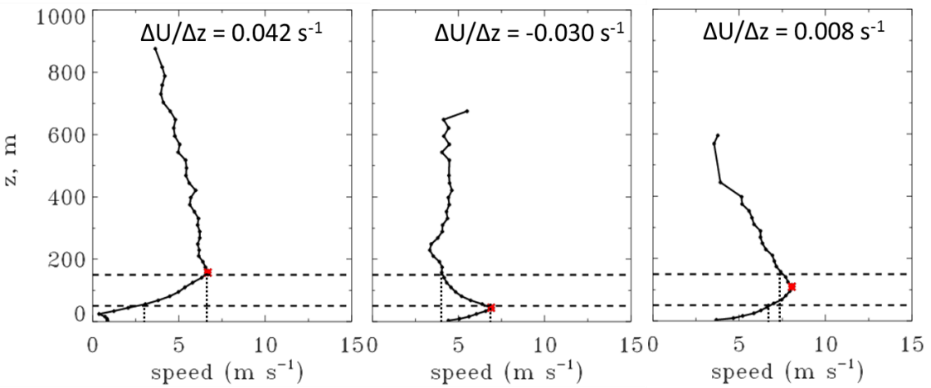 ΔU/Δz = 0.042 s⁻¹
ΔU/Δz = -0.030 s⁻¹
ΔU/Δz = 0.008 s⁻¹
1000
800
600
400
200
0
z, m
0 5 10 15
0 5 10 15
0 5 10 15
speed (m s⁻¹)
speed (m s⁻¹)
speed (m s⁻¹)